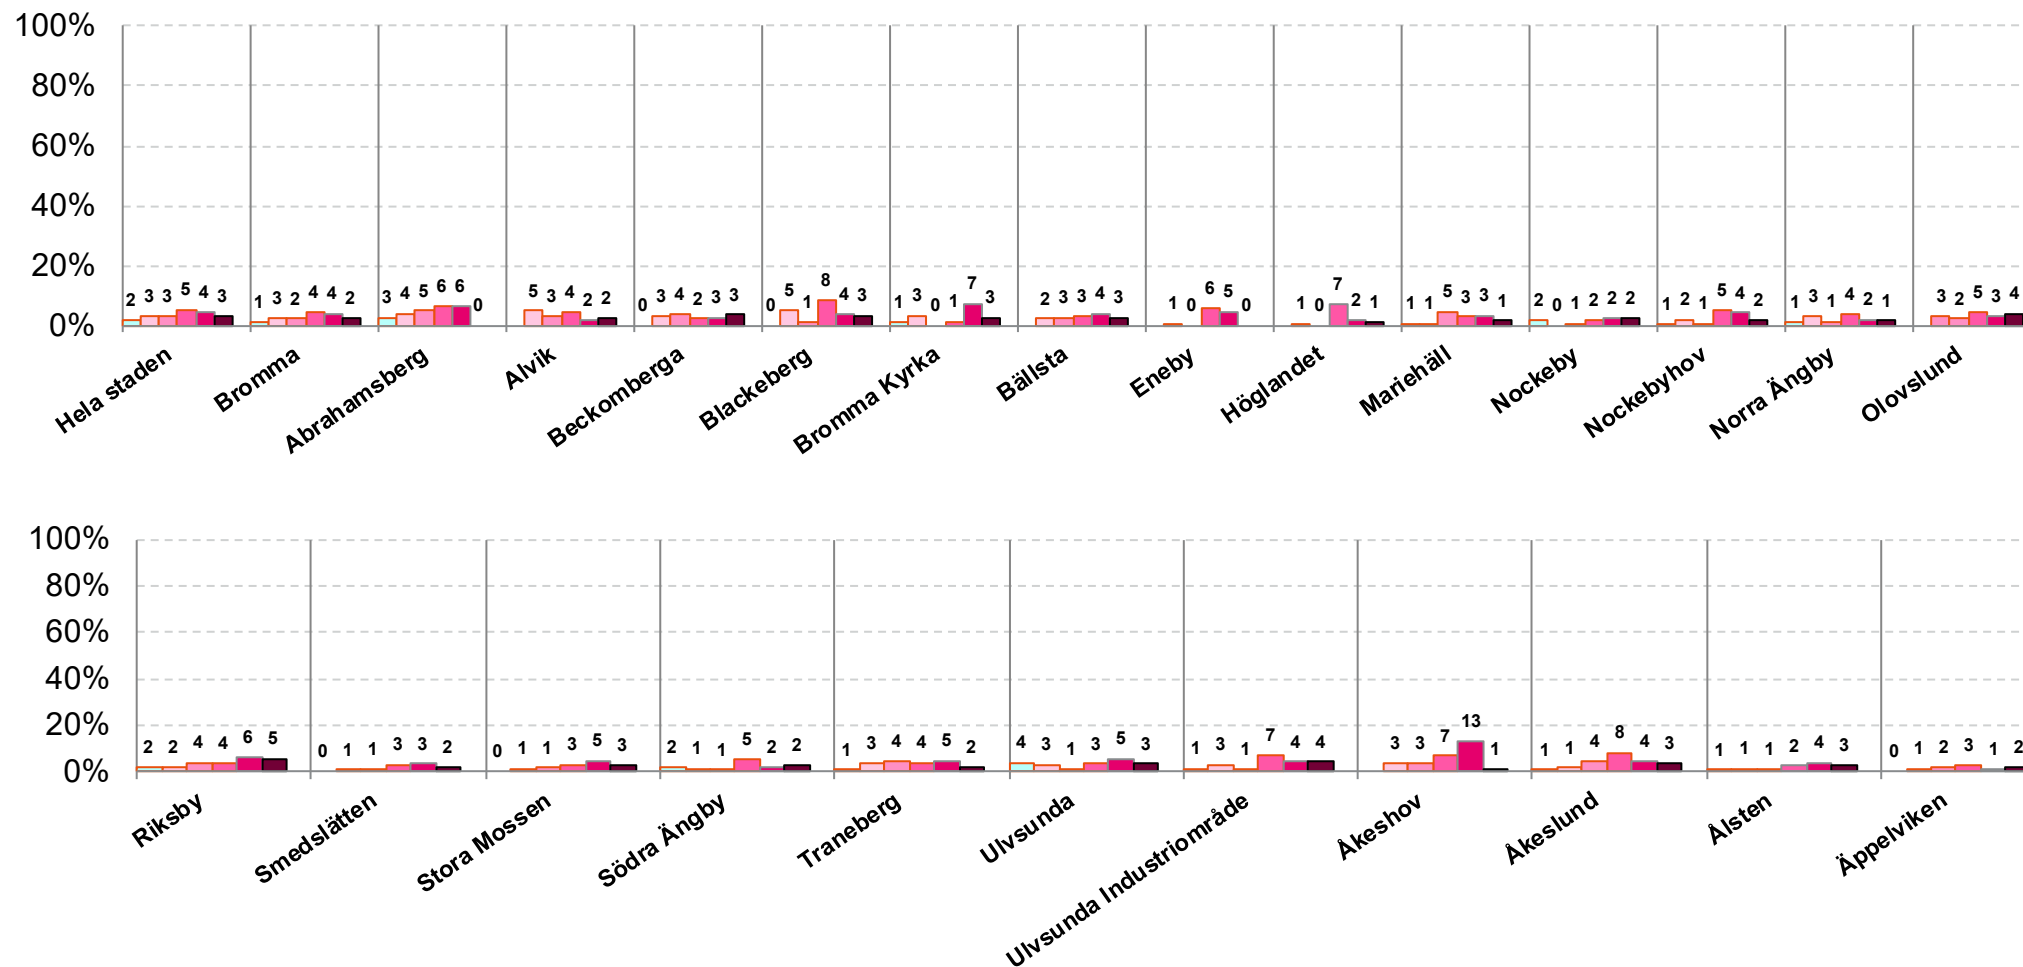 100%
80%
60%
40%
20%
0%
2 3 3 5 4 3
1 3 2 4 4 2
3 4 5 6 6 0
5 3 4 2 2
0 3 4 2 3 3
0 5 1 8 4 3
1 3 0 1 7 3
2 3 3 4 3
1 0 6 5 0
1 0 7 2 1
1 1 5 3 3 1
2 0 1 2 2 2
1 2 1 5 4 2
1 3 1 4 2 1
3 2 5 3 4
Hela staden
Bromma
Abrahamsberg
Alvik
Beckomberga
Blackeberg
Bromma Kyrka
Bällsta
Eneby
Höglandet
Mariehäll
Nockeby
Nockebyhov
Norra Ängby
Olovslund
100%
80%
60%
40%
20%
0%
2 2 4 4 6 5
0 1 1 3 3 2
0 1 1 3 5 3
2 1 1 5 2 2
1 3 4 4 5 2
4 3 1 3 5 3
1 3 1 7 4 4
3 3 7 13 1
1 1 4 8 4 3
1 1 1 2 4 3
0 1 2 3 1 2
Riksby
Smedslätten
Stora Mossen
Södra Ängby
Traneberg
Ulvsunda
Ulvsunda Industriområde
Åkeshov
Åkeslund
Ålsten
Äppelviken